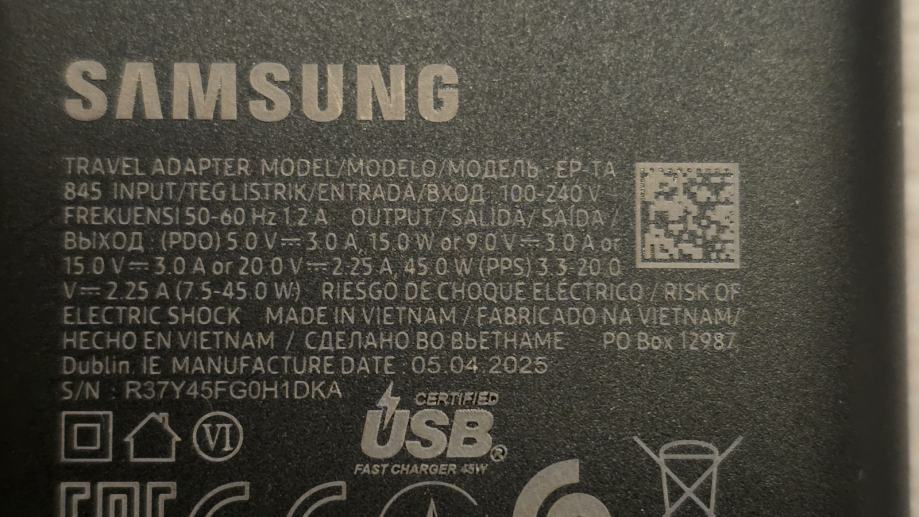 SAMSUNG
TRAVEL ADAPTER MODEL/MODELO/МОДЕЛЬ : EP-TA
845 INPUT/TEG LISTRIK/ENTRADA/ВХОД : 100-240 V ~
FREKUENSI 50-60 Hz 1.2 A OUTPUT / SALIDA / SAÍDA /
ВЫХОД : (PDO) 5.0 V⎓3.0 A, 15.0 W or 9.0 V⎓3.0 A or
15.0 V⎓3.0 A or 20.0 V⎓2.25 A, 45.0 W (PPS) 3.3-20.0
V⎓2.25 A (7.5-45.0 W) RIESGO DE CHOQUE ELÉCTRICO / RISK OF
ELECTRIC SHOCK MADE IN VIETNAM / FABRICADO NA VIETNAM/
HECHO EN VIETNAM / СДЕЛАНО ВО ВЬЕТНАМЕ PO Box 12987,
Dublin. IE MANUFACTURE DATE : 05.04 2025
S/N : R37Y45FG0H1DKA
VI
CERTIFIED
USB®
FAST CHARGER 45W